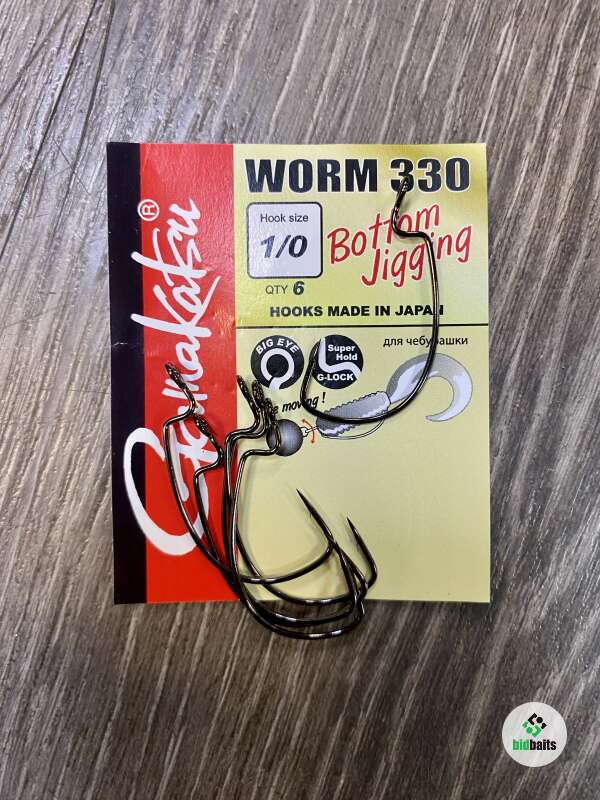 Gamakatsu®
WORM 330
Hook size
1/0
Bottom
Jigging
QTY 6
HOOKS MADE IN JAPAN
BIG EYE
Super
Hold
G-LOCK
для чебурашки
moving !
bidbaits